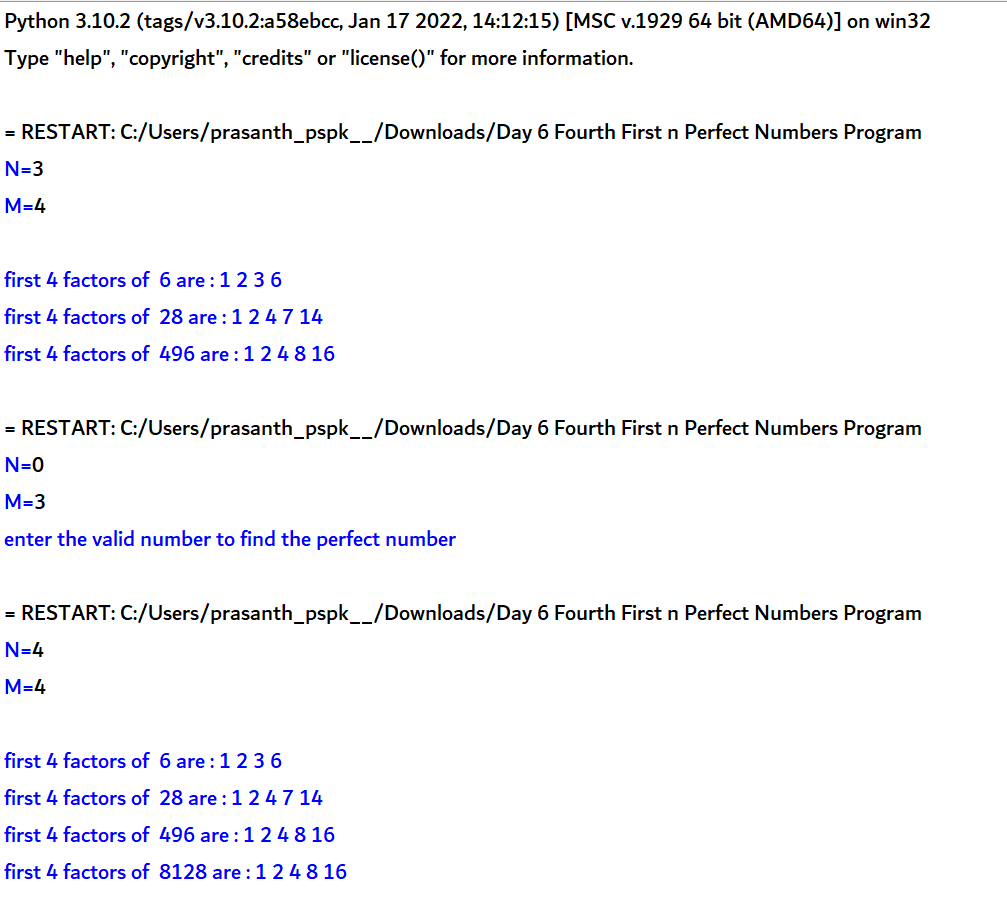 Python 3.10.2 (tags/v3.10.2:a58ebcc, Jan 17 2022, 14:12:15) [MSC v.1929 64 bit (AMD64)] on win32
Type "help", "copyright", "credits" or "license()" for more information.
= RESTART: C:/Users/prasanth_pspk__/Downloads/Day 6 Fourth First n Perfect Numbers Program
N=3
M=4
first 4 factors of  6 are : 1 2 3 6
first 4 factors of  28 are : 1 2 4 7 14
first 4 factors of  496 are : 1 2 4 8 16
= RESTART: C:/Users/prasanth_pspk__/Downloads/Day 6 Fourth First n Perfect Numbers Program
N=0
M=3
enter the valid number to find the perfect number
= RESTART: C:/Users/prasanth_pspk__/Downloads/Day 6 Fourth First n Perfect Numbers Program
N=4
M=4
first 4 factors of  6 are : 1 2 3 6
first 4 factors of  28 are : 1 2 4 7 14
first 4 factors of  496 are : 1 2 4 8 16
first 4 factors of  8128 are : 1 2 4 8 16